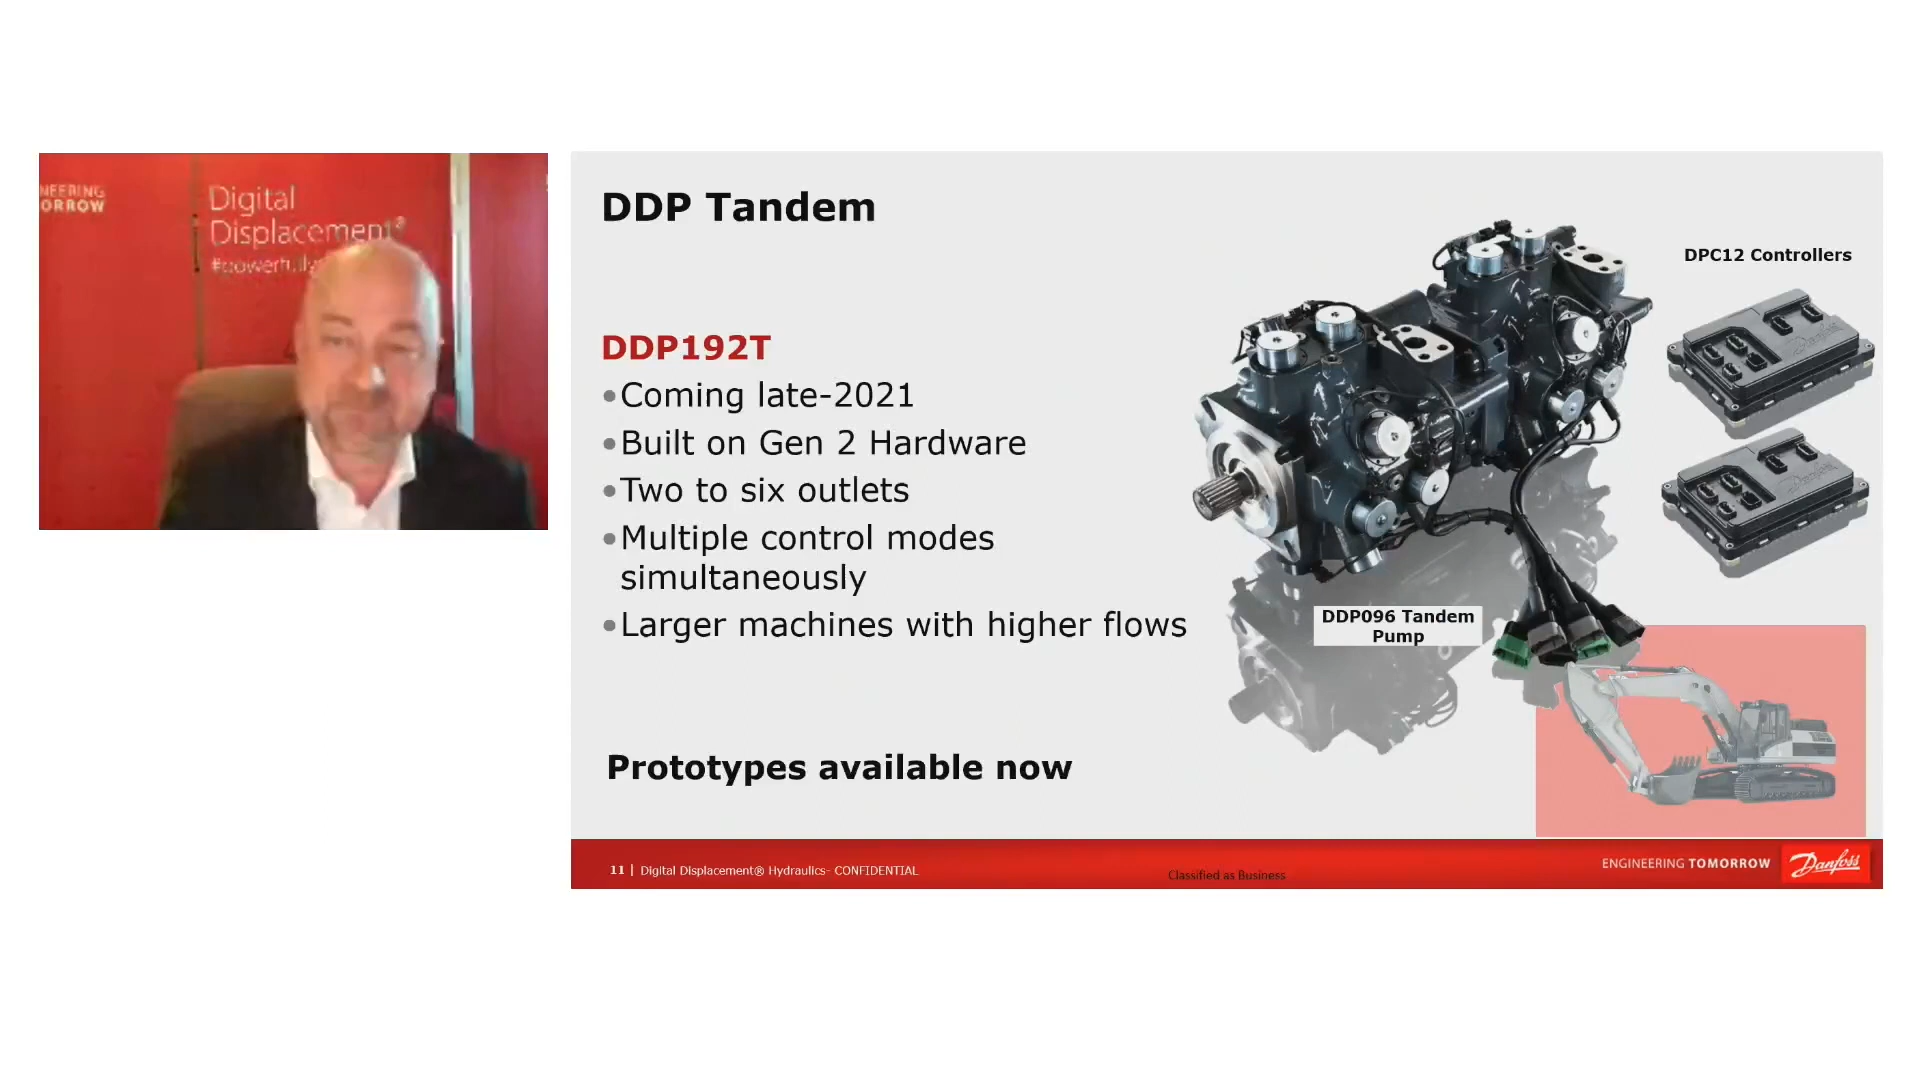 NEERING
ORROW
Digital
Displacement®
#powerfully
DDP Tandem
DPC12 Controllers
DDP192T
•Coming late-2021
•Built on Gen 2 Hardware
•Two to six outlets
•Multiple control modes
simultaneously
•Larger machines with higher flows
DDP096 Tandem
Pump
Prototypes available now
11 | Digital Displacement® Hydraulics- CONFIDENTIAL
Classified as Business
ENGINEERING TOMORROW
Danfoss